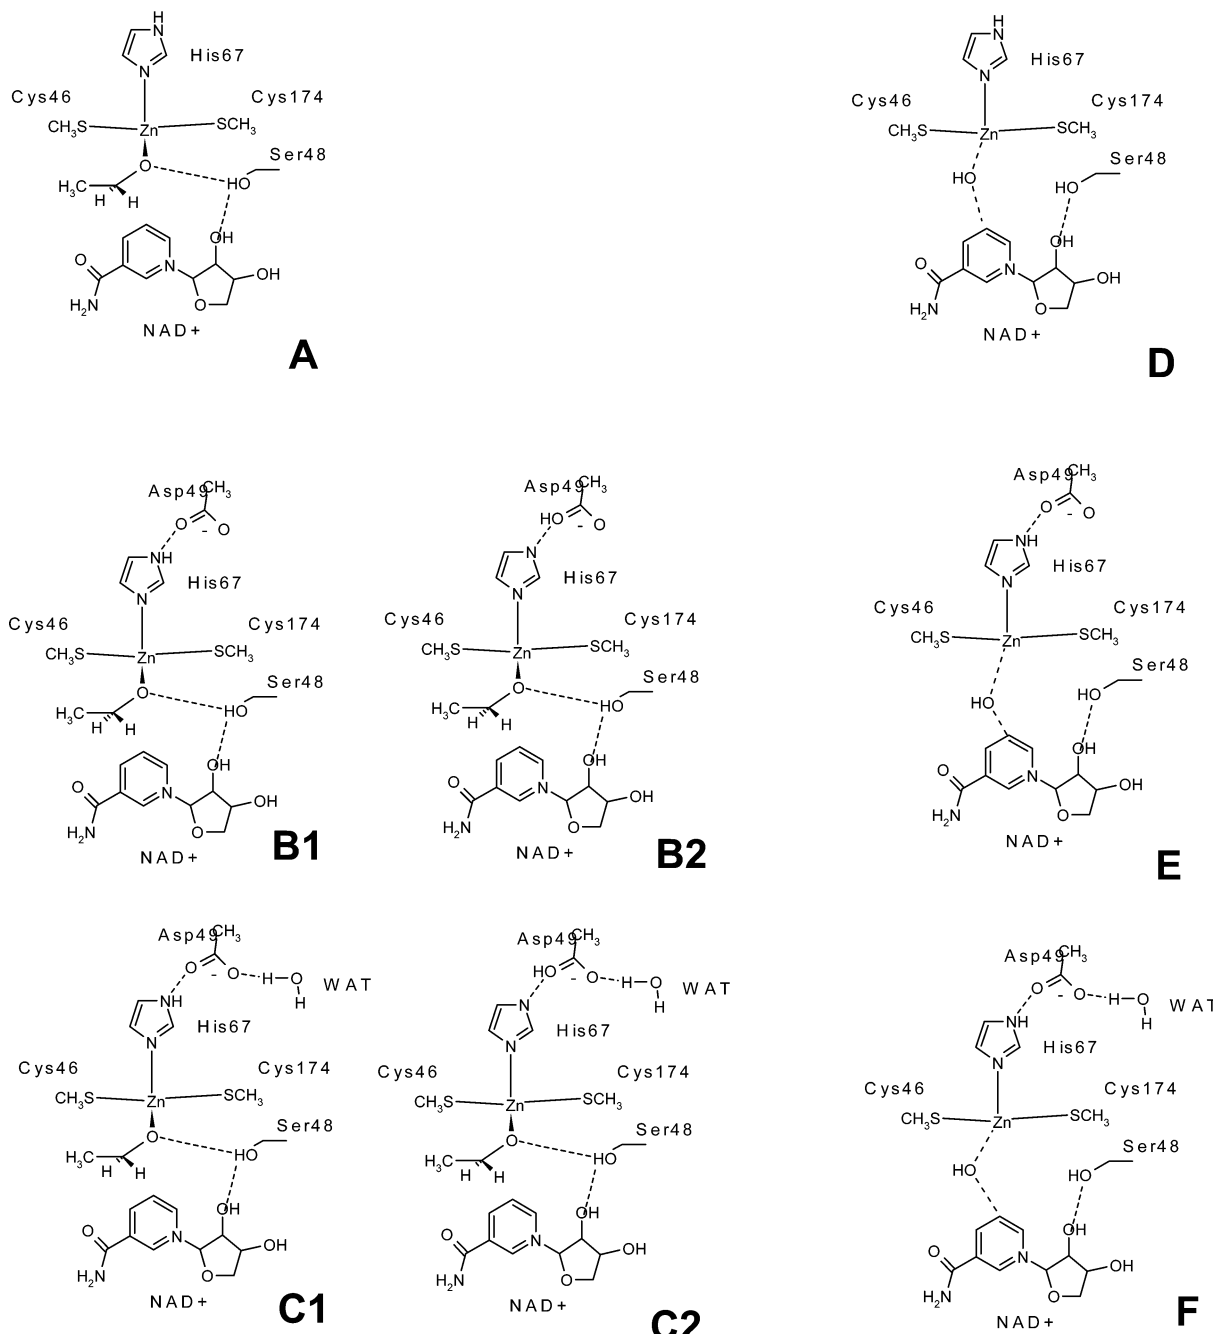 H
N
His67
N
Cys46
Cys174
CH3S
Zn
SCH3
O
Ser48
HO
H3C
H
H
OH
O
N
OH
H2N
O
NAD+
A
H
N
His67
N
Cys46
Cys174
CH3S
Zn
SCH3
HO
Ser48
HO
OH
O
N
OH
H2N
O
NAD+
D
Asp49
CH3
O
-
O
NH
His67
N
Cys46
Cys174
CH3S
Zn
SCH3
O
Ser48
HO
H3C
H
H
OH
O
N
OH
H2N
O
NAD+
B1
Asp49
CH3
HO
-
O
N
His67
N
Cys46
Cys174
CH3S
Zn
SCH3
O
Ser48
HO
H3C
H
H
OH
O
N
OH
H2N
O
NAD+
B2
Asp49
CH3
O
-
O
NH
His67
N
Cys46
Cys174
CH3S
Zn
SCH3
HO
Ser48
HO
OH
O
N
OH
H2N
O
NAD+
E
Asp49
CH3
O
-
O
H
O
H
WAT
NH
His67
N
Cys46
Cys174
CH3S
Zn
SCH3
O
Ser48
HO
H3C
H
H
OH
O
N
OH
H2N
O
NAD+
C1
Asp49
CH3
HO
-
O
H
O
H
WAT
N
His67
N
Cys46
Cys174
CH3S
Zn
SCH3
O
Ser48
HO
H3C
H
H
OH
O
N
OH
H2N
O
NAD+
C2
Asp49
CH3
O
-
O
H
O
H
WAT
NH
His67
N
Cys46
Cys174
CH3S
Zn
SCH3
HO
Ser48
HO
OH
O
N
OH
H2N
O
NAD+
F